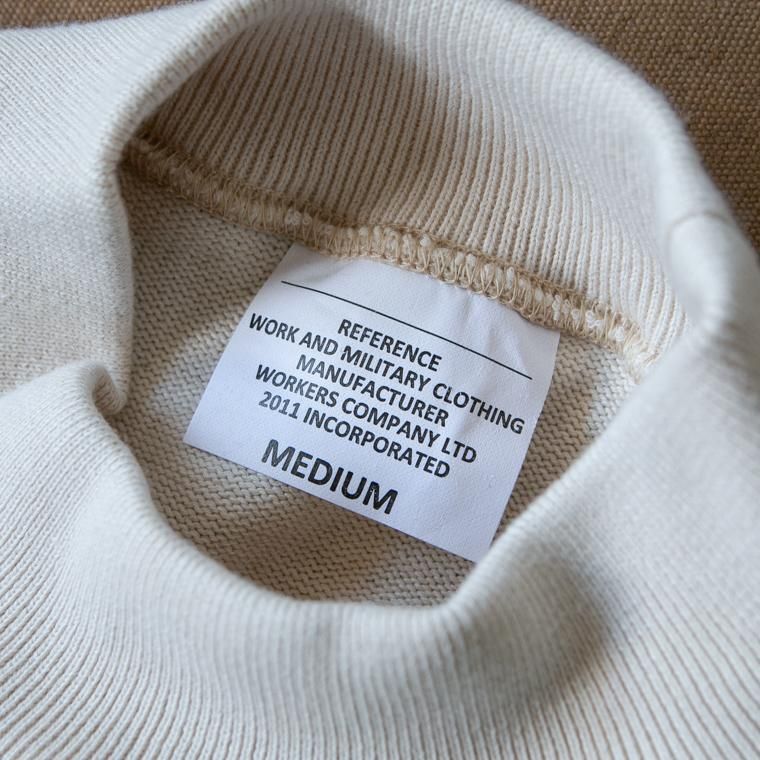 REFERENCE
WORK AND MILITARY CLOTHING
MANUFACTURER
WORKERS COMPANY LTD
2011 INCORPORATED
MEDIUM